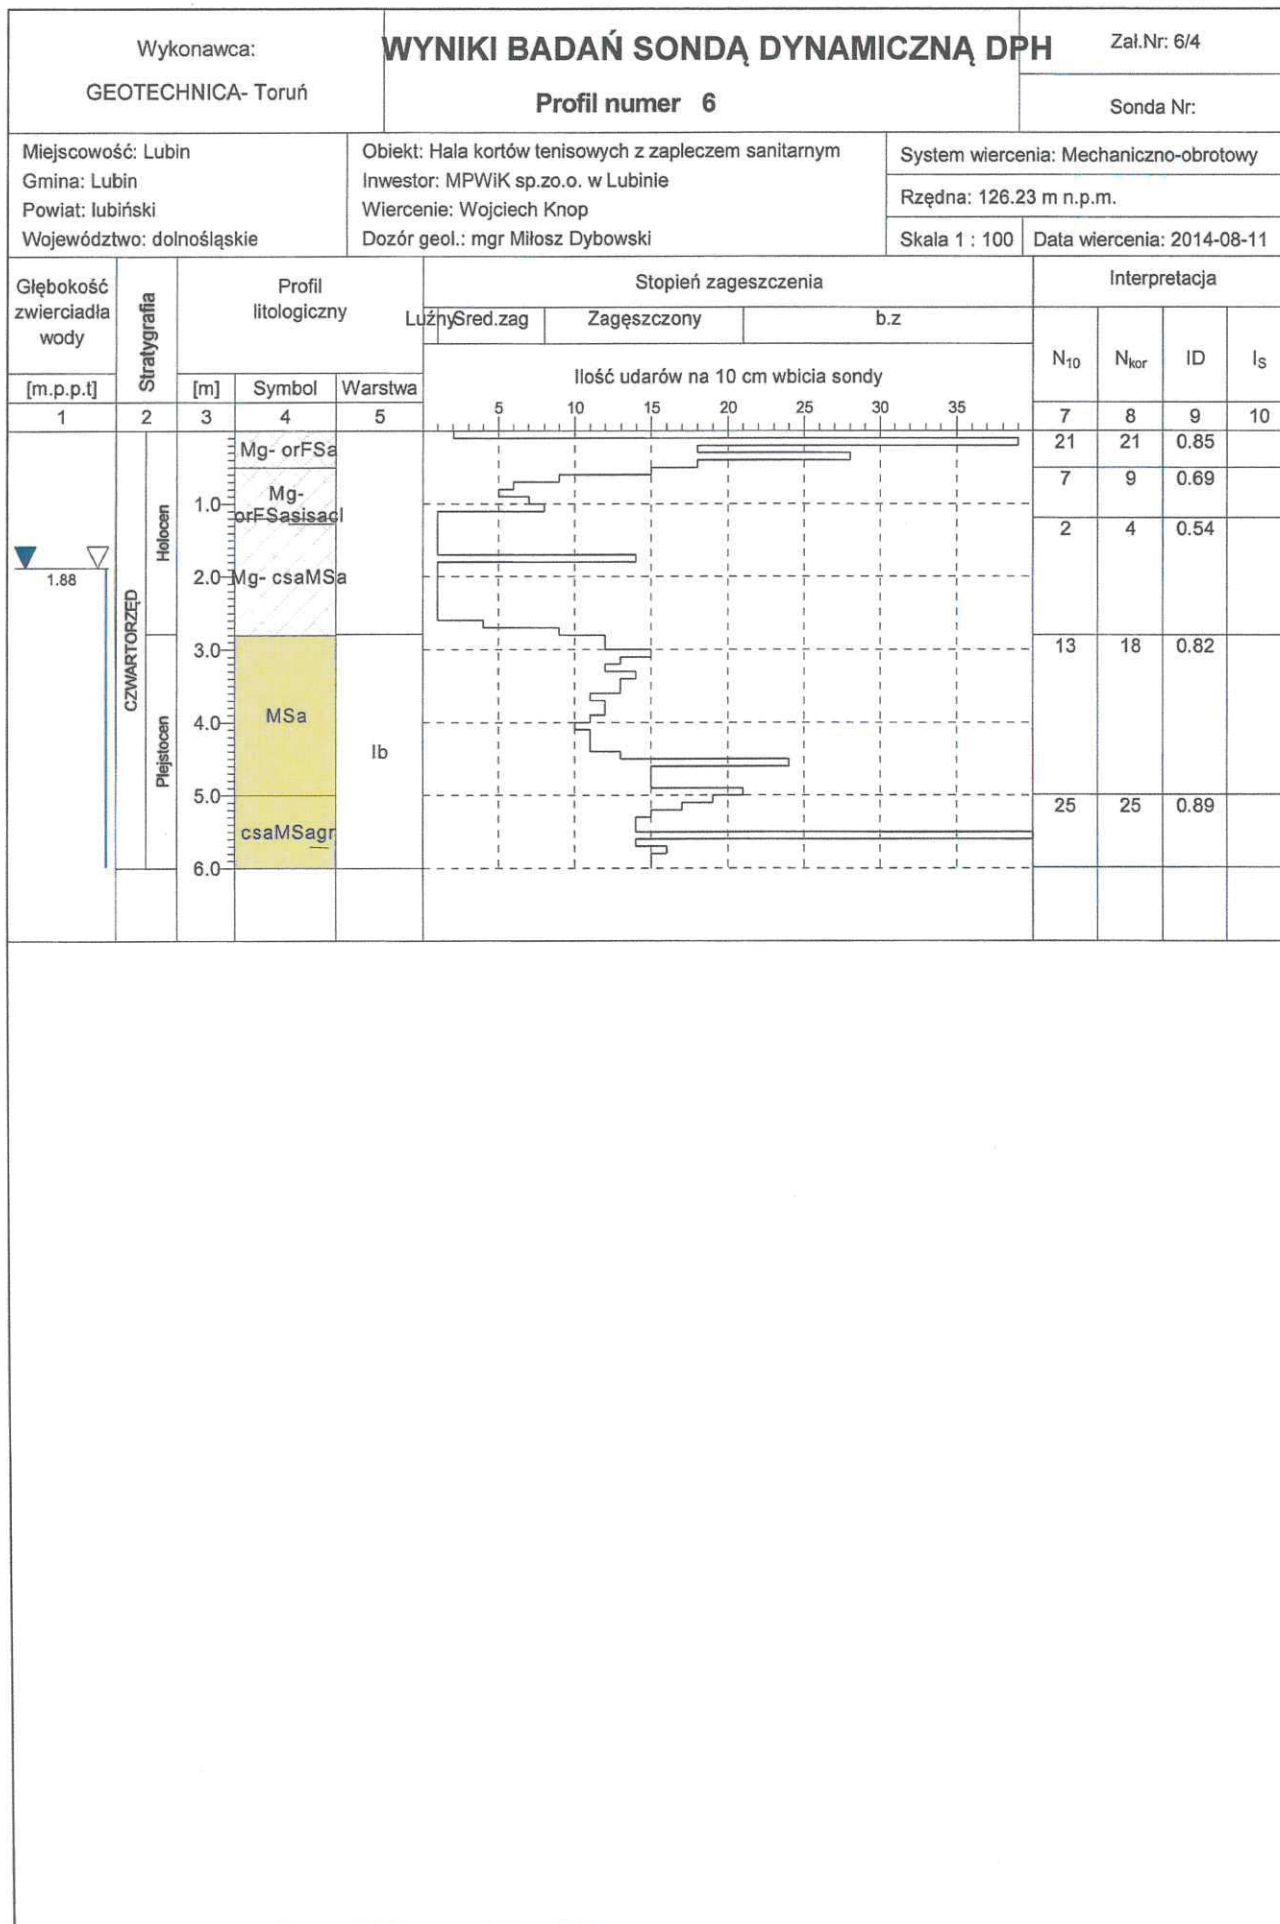 Wykonawca:
GEOTECHNICA- Toruń
WYNIKI BADAŃ SONDĄ DYNAMICZNĄ DPH
Profil numer 6
Zał.Nr: 6/4
Sonda Nr:
Miejscowość: Lubin
Gmina: Lubin
Powiat: lubiński
Województwo: dolnośląskie
Obiekt: Hala kortów tenisowych z zapleczem sanitarnym
Inwestor: MPWiK sp.zo.o. w Lubinie
Wiercenie: Wojciech Knop
Dozór geol.: mgr Miłosz Dybowski
System wiercenia: Mechaniczno-obrotowy
Rzędna: 126.23 m n.p.m.
Skala 1 : 100
Data wiercenia: 2014-08-11
Głębokość
zwierciadła
wody
[m.p.p.t]
Stratygrafia
Profil
litologiczny
[m] Symbol Warstwa
Stopień zageszczenia
Luźny Sred.zag Zagęszczony b.z
Ilość udarów na 10 cm wbicia sondy
5 10 15 20 25 30 35
Interpretacja
N10 Nkor ID IS
1 2 3 4 5 7 8 9 10
Mg- orFSa
21 21 0.85
Mg-
orFSasisacl
7 9 0.69
1.0
2 4 0.54
Holocen
1.88
2.0
Mg- csaMSa
CZWARTORZĘD
3.0
13 18 0.82
MSa
4.0
Plejstocen
Ib
5.0
25 25 0.89
csaMSagr
6.0